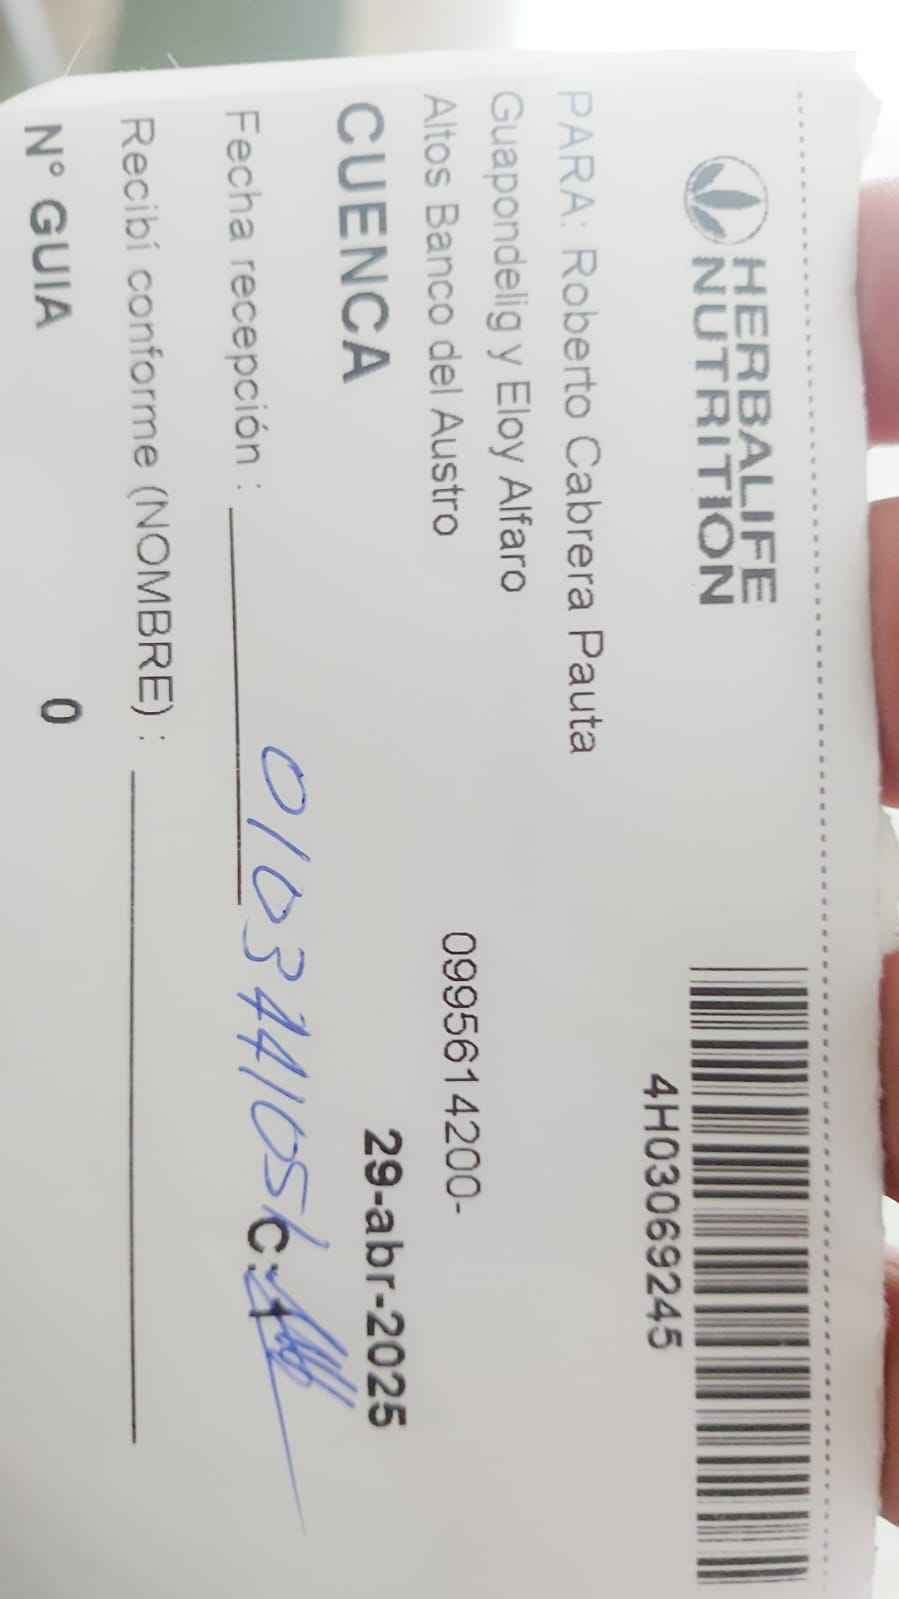 HERBALIFE
NUTRITION
4H03069245
PARA: Roberto Cabrera Pauta
Guapondelig y Eloy Alfaro
Altos Banco del Austro
0995614200-
CUENCA
29-abr-2025
Fecha recepción :
C.
Recibí conforme (NOMBRE) :
N° GUIA 0